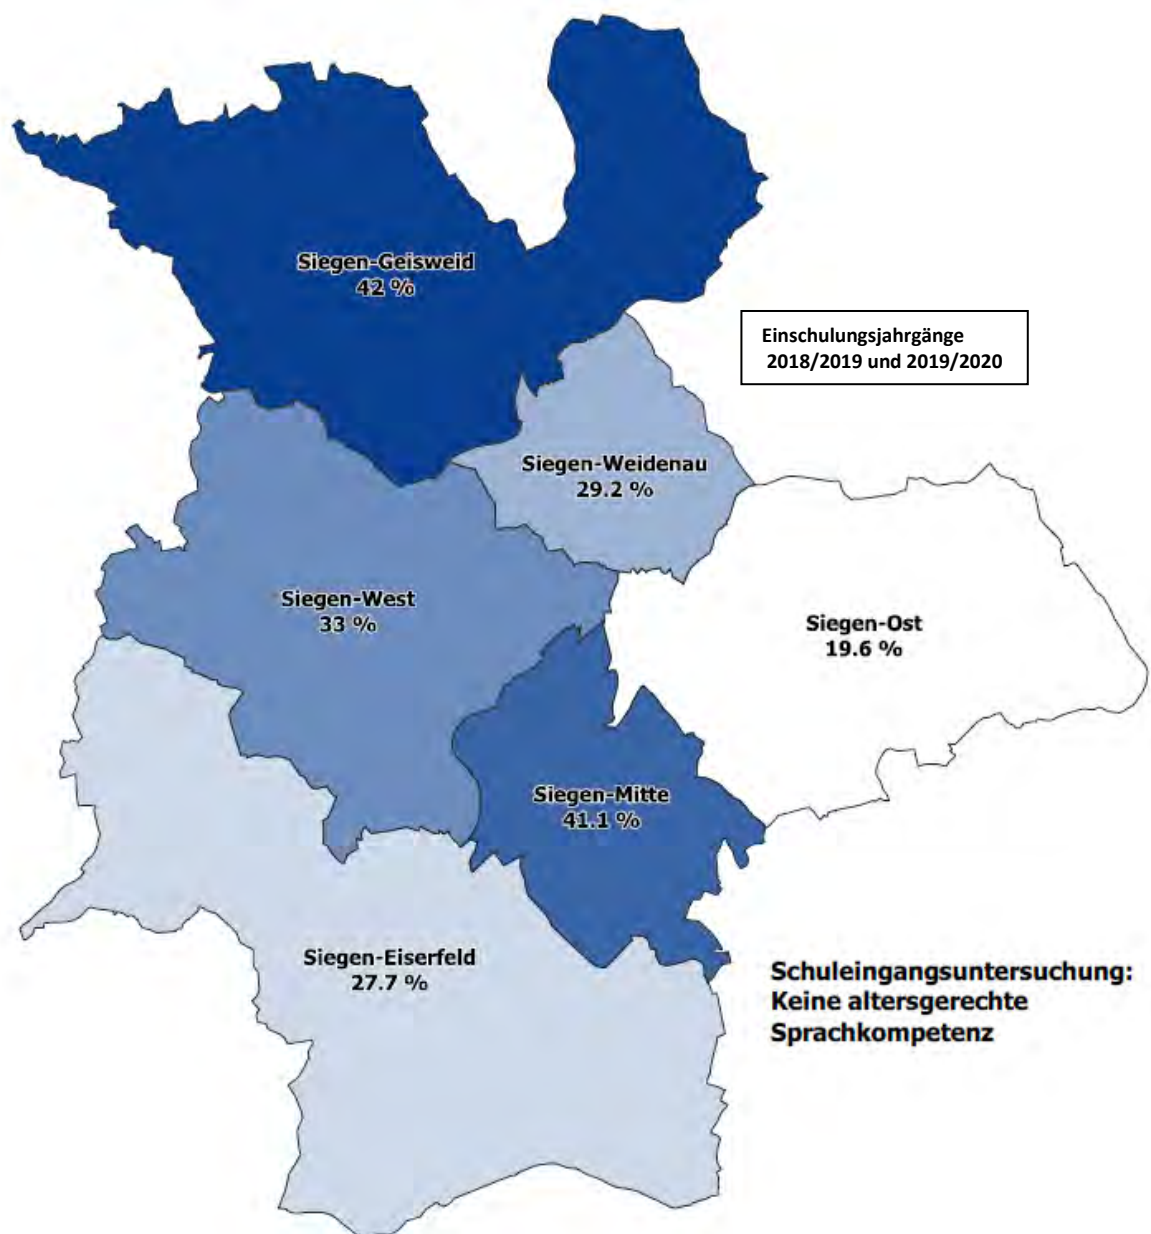 Siegen-Geisweid
42 %
Einschulungsjahrgänge
2018/2019 und 2019/2020
Siegen-Weidenau
29.2 %
Siegen-West
33 %
Siegen-Ost
19.6 %
Siegen-Mitte
41.1 %
Siegen-Eiserfeld
27.7 %
Schuleingangsuntersuchung:
Keine altersgerechte
Sprachkompetenz